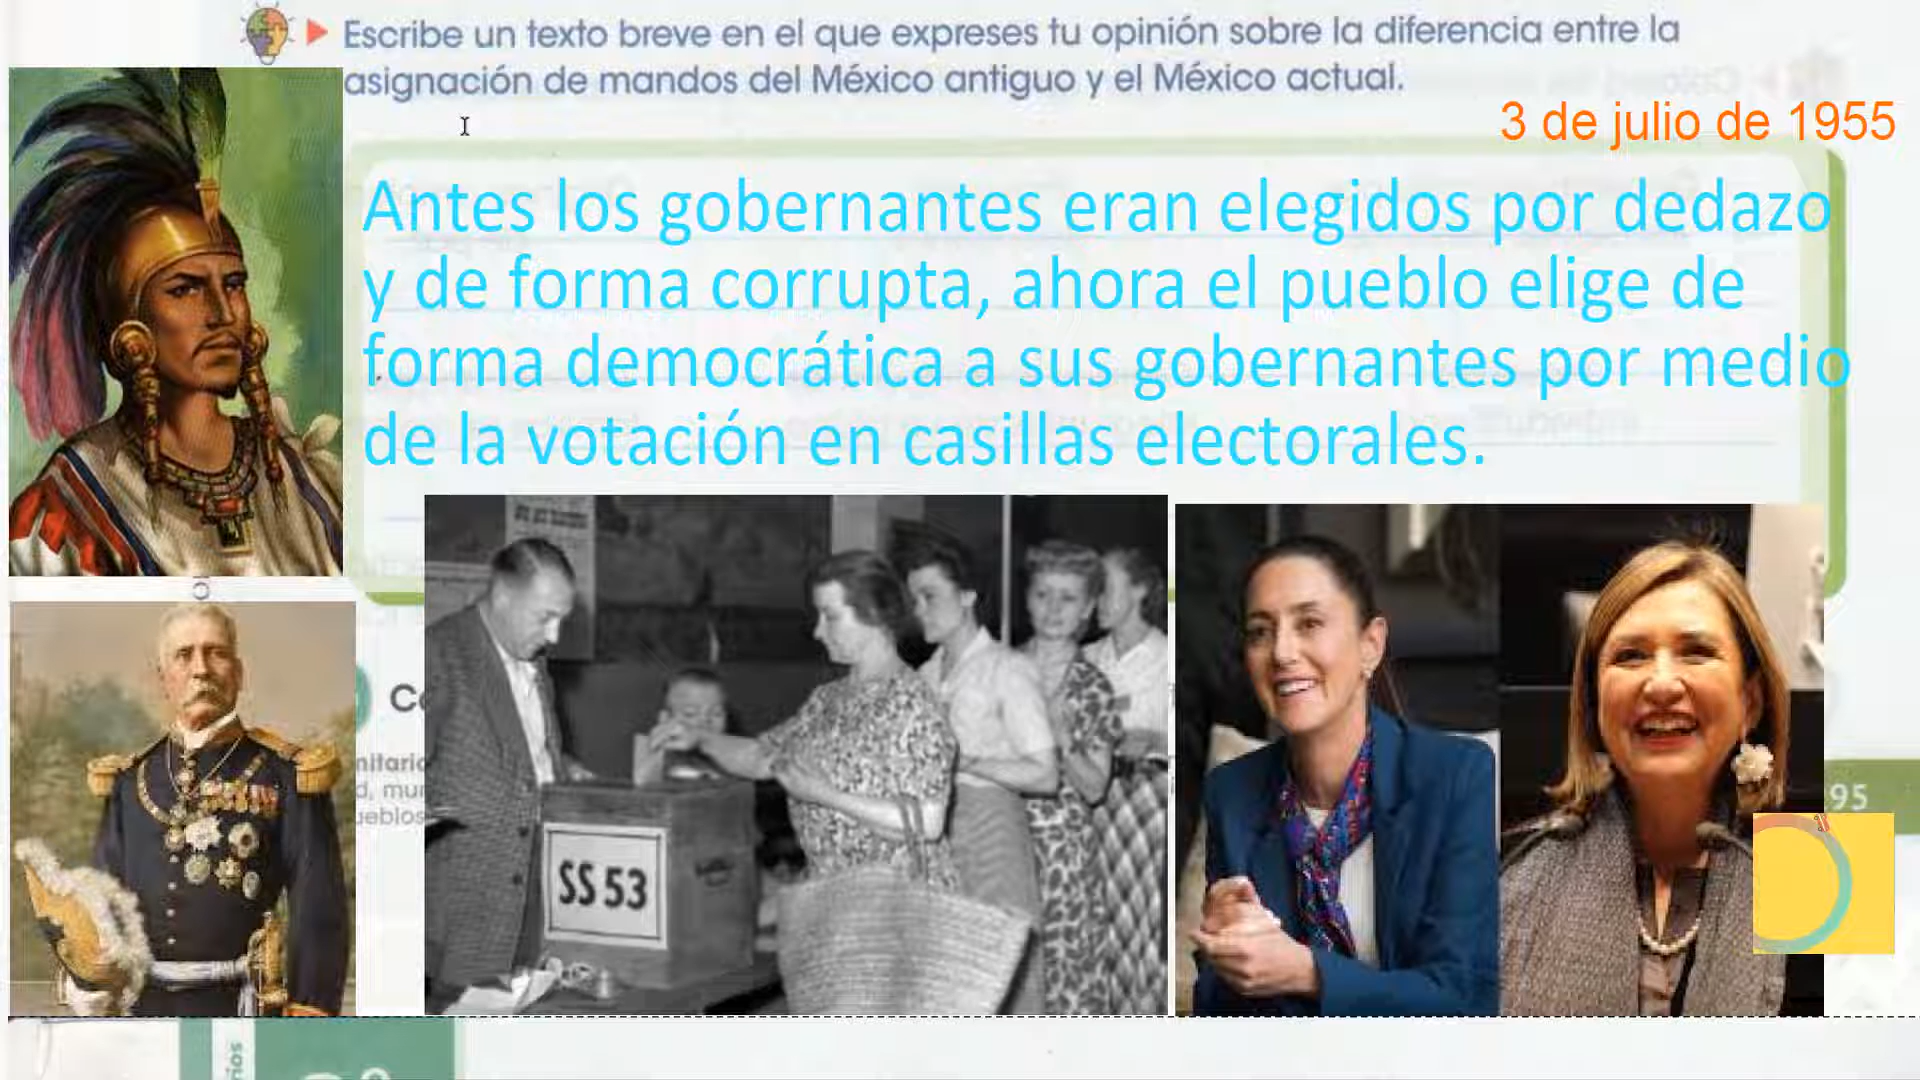 Escribe un texto breve en el que expreses tu opinión sobre la diferencia entre la
asignación de mandos del México antiguo y el México actual.
3 de julio de 1955
Antes los gobernantes eran elegidos por dedazo
y de forma corrupta, ahora el pueblo elige de
forma democrática a sus gobernantes por medio
de la votación en casillas electorales.
SS 53
95